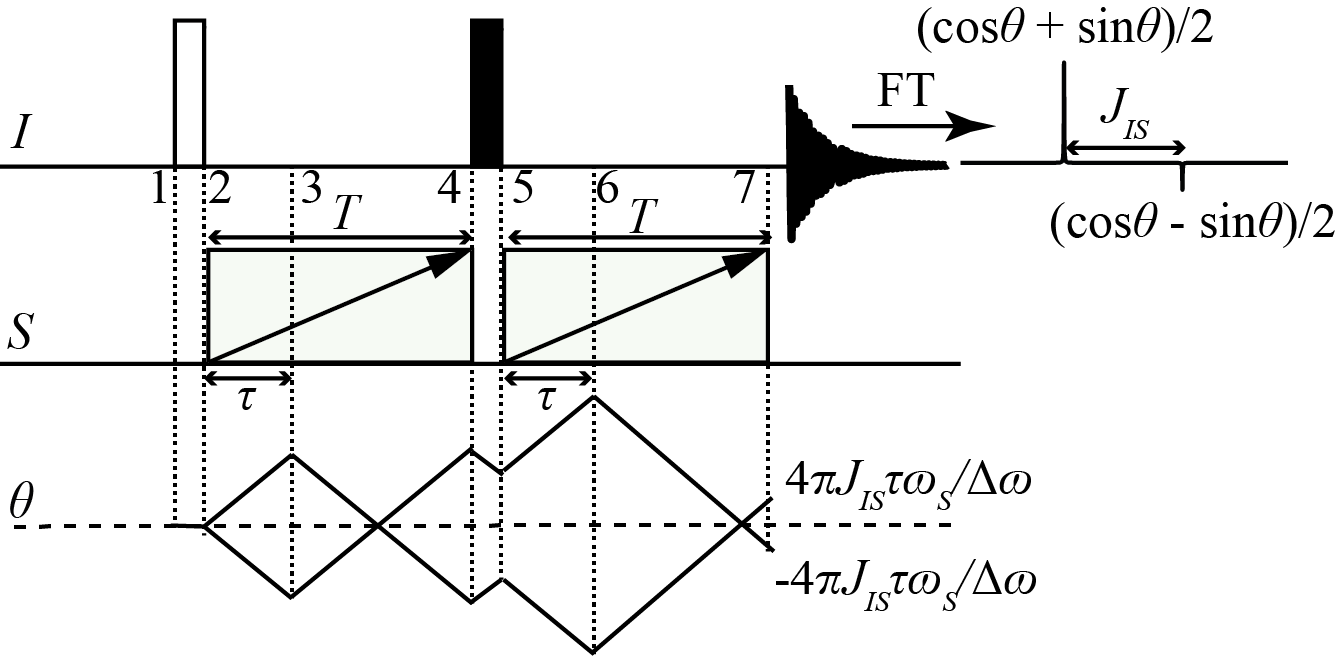 (cosθ + sinθ)/2
FT
J_IS
I
1 2 3 4 5 6 7
T T
(cosθ - sinθ)/2
S
τ τ
4πJ_ISτω_S/Δω
θ
-4πJ_ISτω_S/Δω